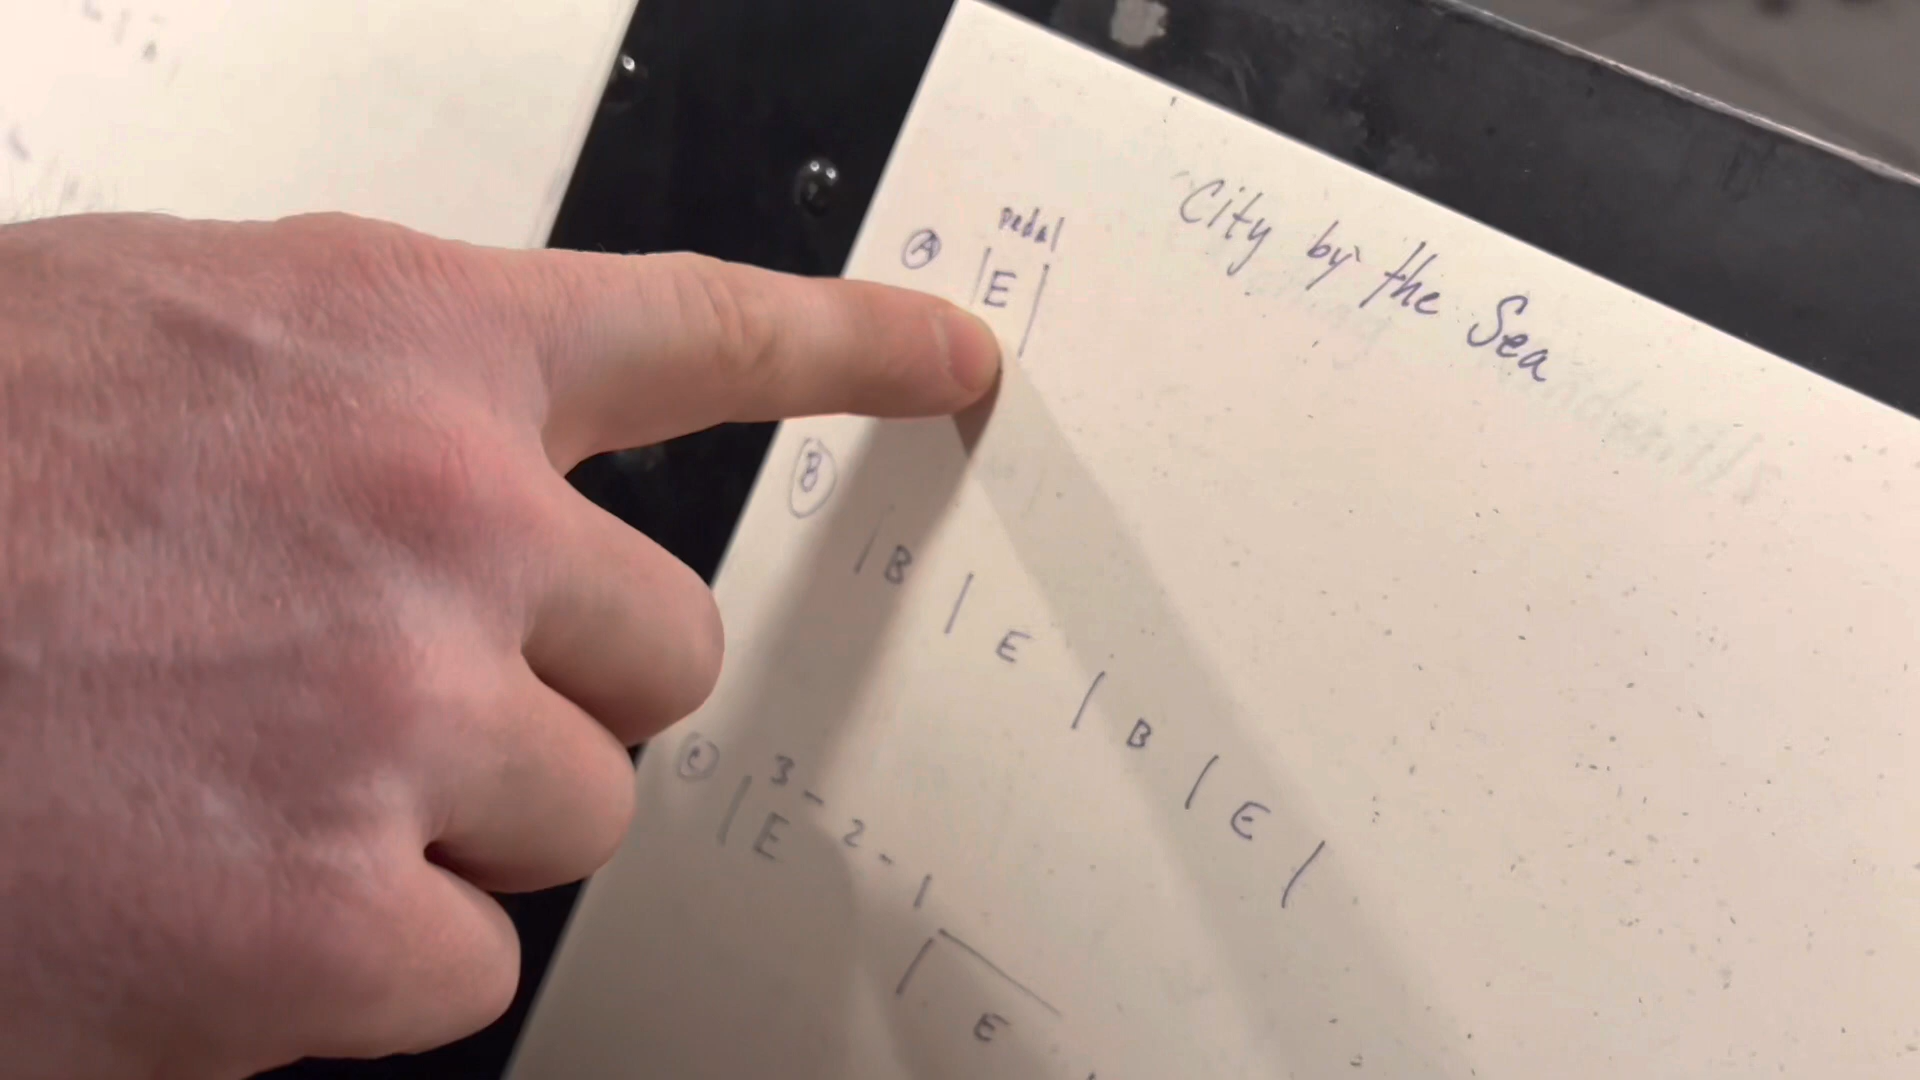 City by the Sea
pedal
A | E |
B
| B | E | B | E |
C 3 - 2 - 1
| E
| E